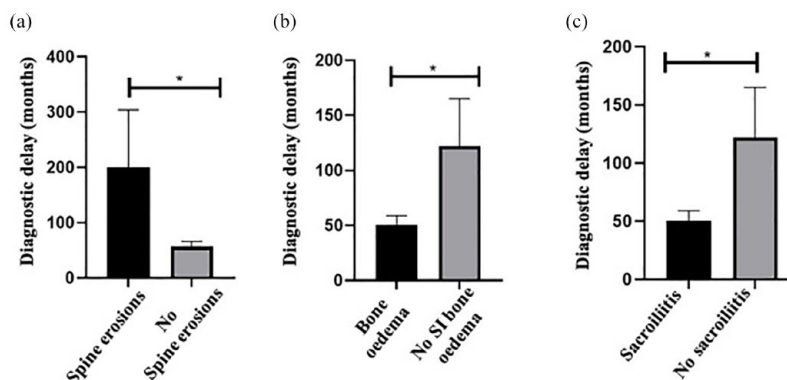 (a)
Diagnostic delay (months)
400
300
200
100
0
*
Spine erosions
No
Spine erosions
(b)
Diagnostic delay (months)
200
150
100
50
0
*
Bone
oedema
No SI bone
oedema
(c)
Diagnostic delay (months)
200
150
100
50
0
*
Sacroiliitis
No sacroiliitis